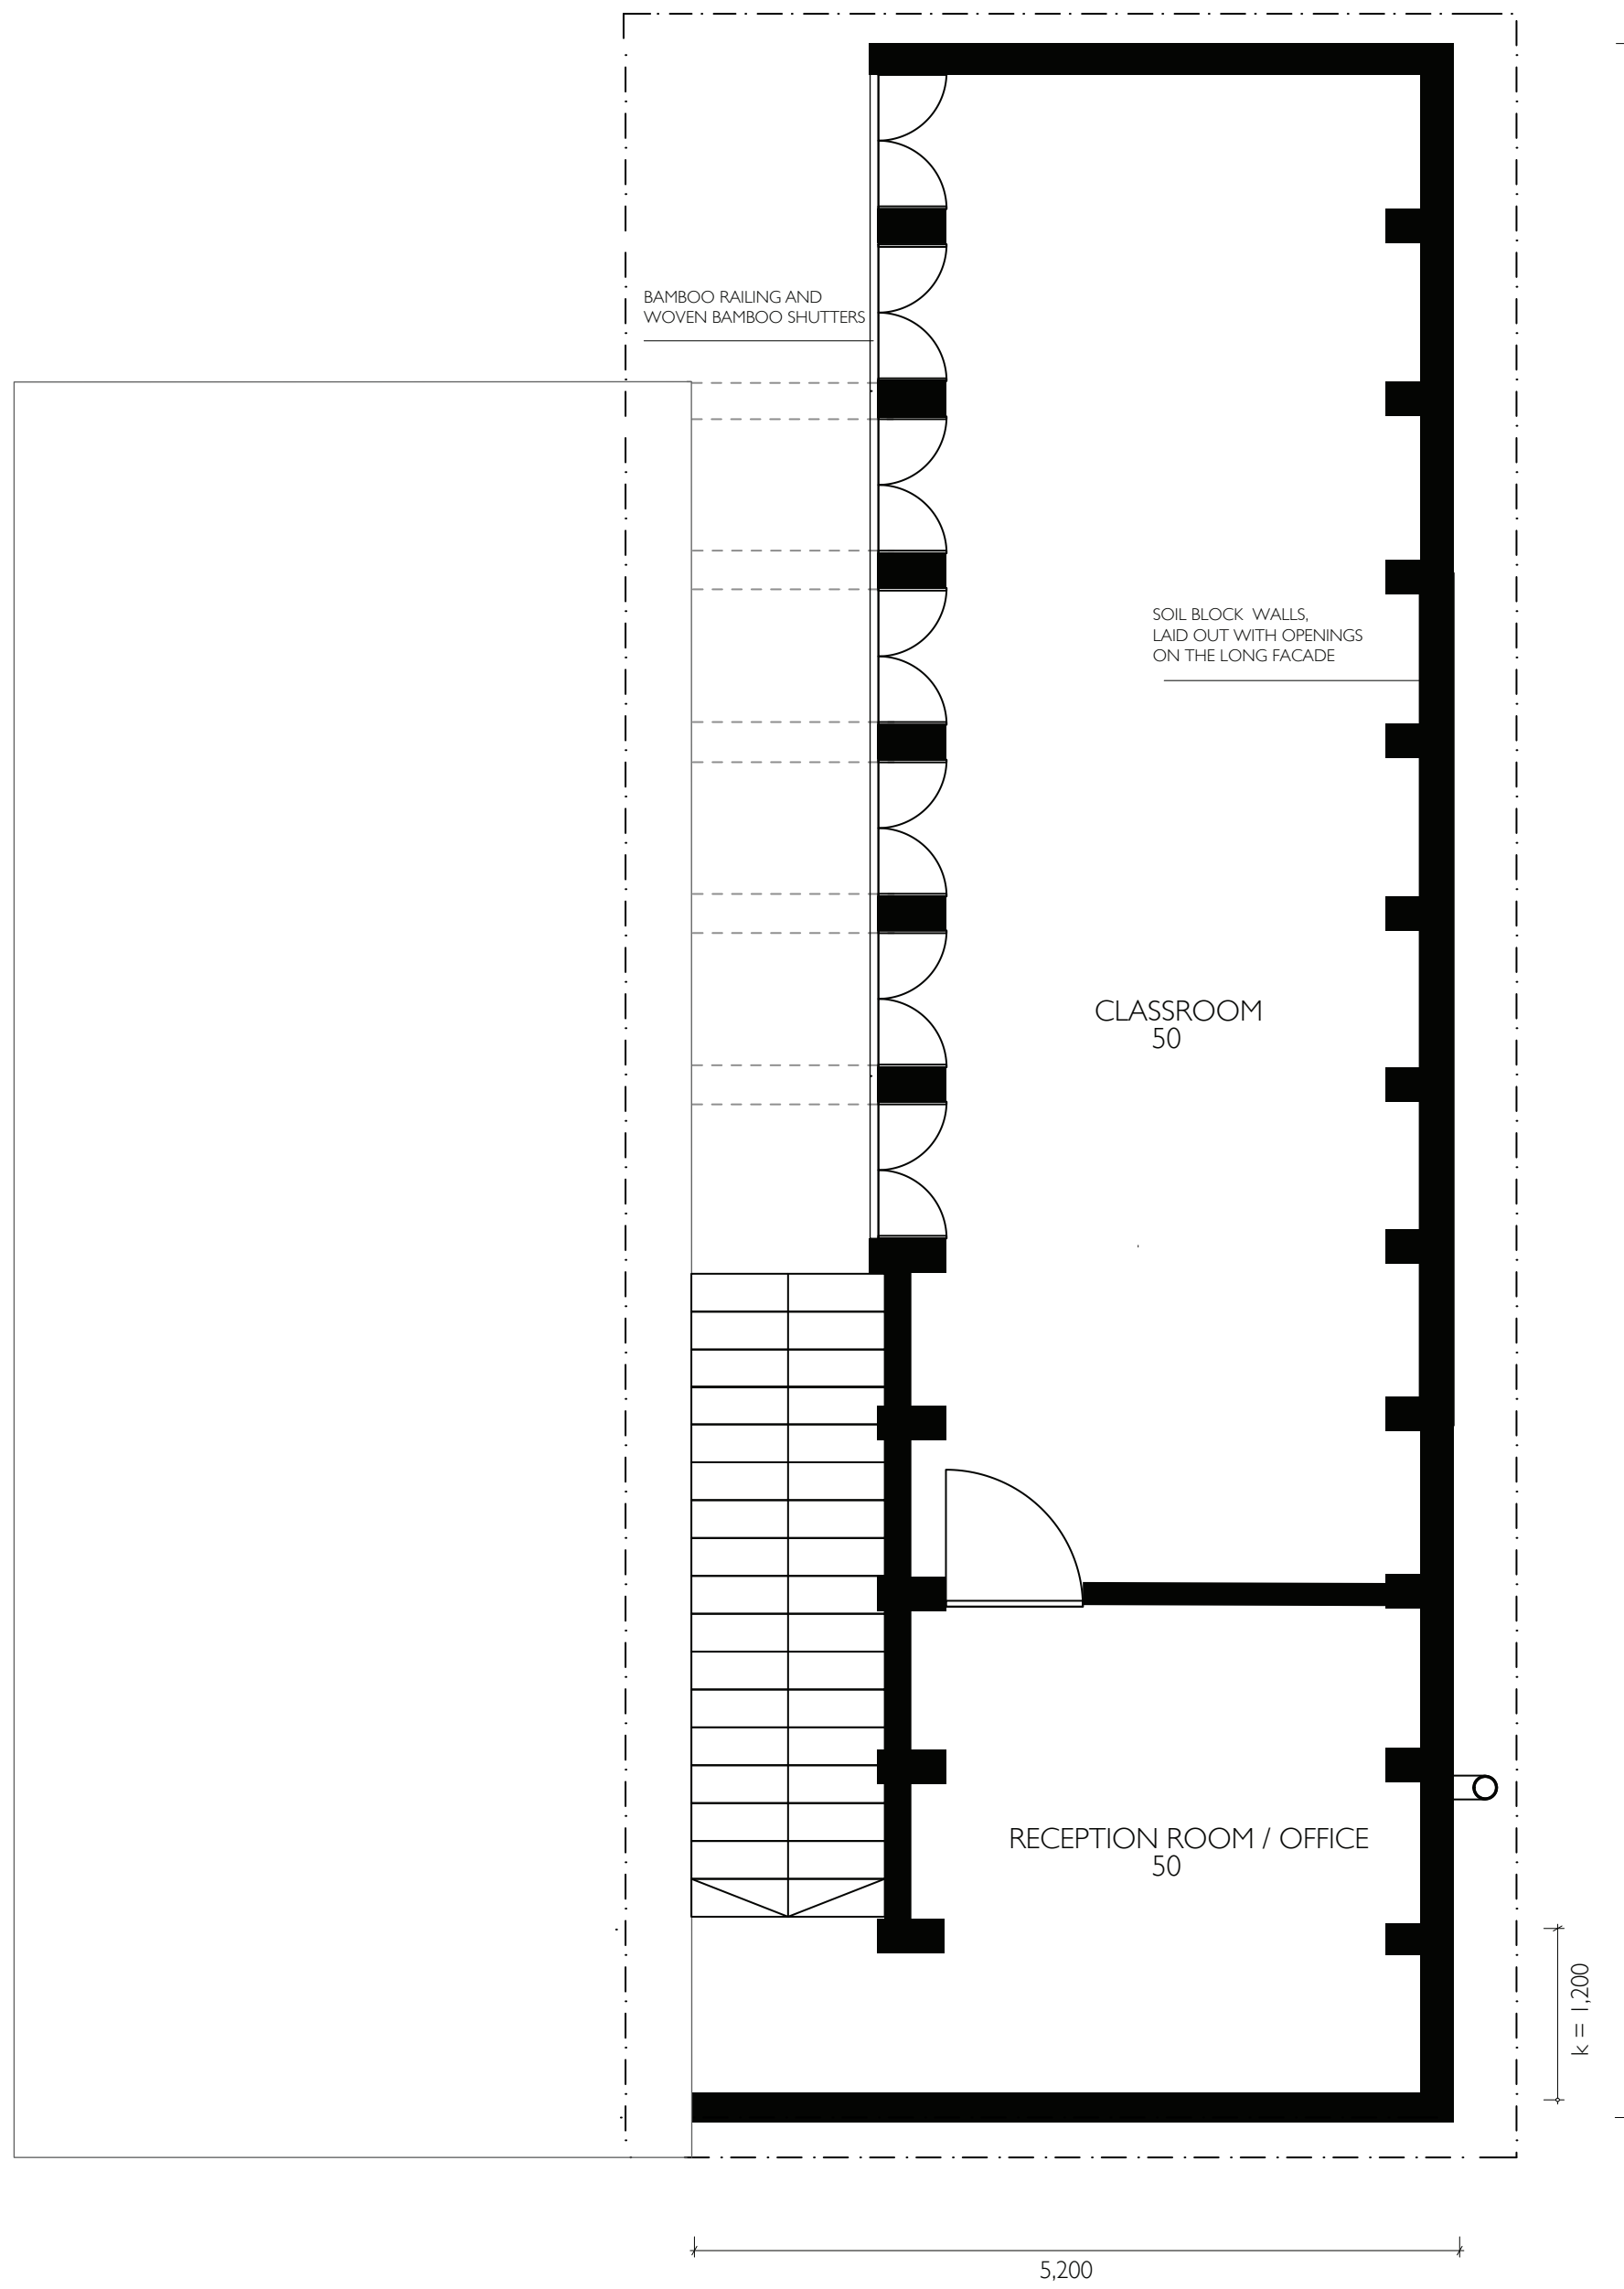 BAMBOO RAILING AND
WOVEN BAMBOO SHUTTERS
SOIL BLOCK WALLS,
LAID OUT WITH OPENINGS
ON THE LONG FACADE
CLASSROOM
50
RECEPTION ROOM / OFFICE
50
k = 1,200
5,200